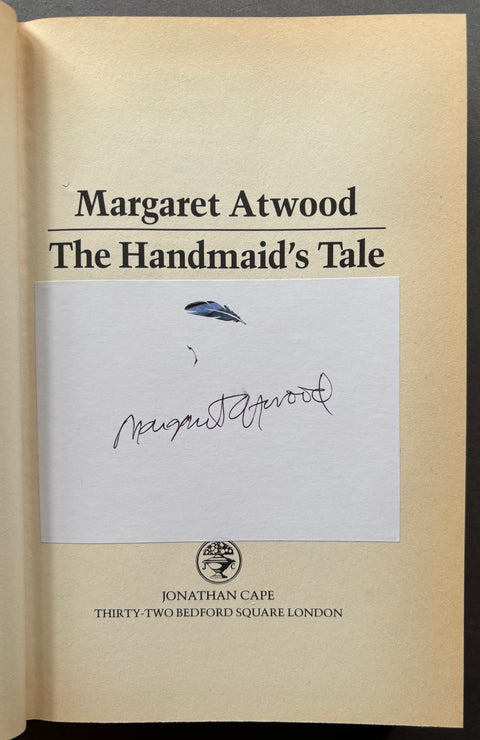 Margaret Atwood
The Handmaid's Tale
Margaret Atwood
JONATHAN CAPE
THIRTY-TWO BEDFORD SQUARE LONDON